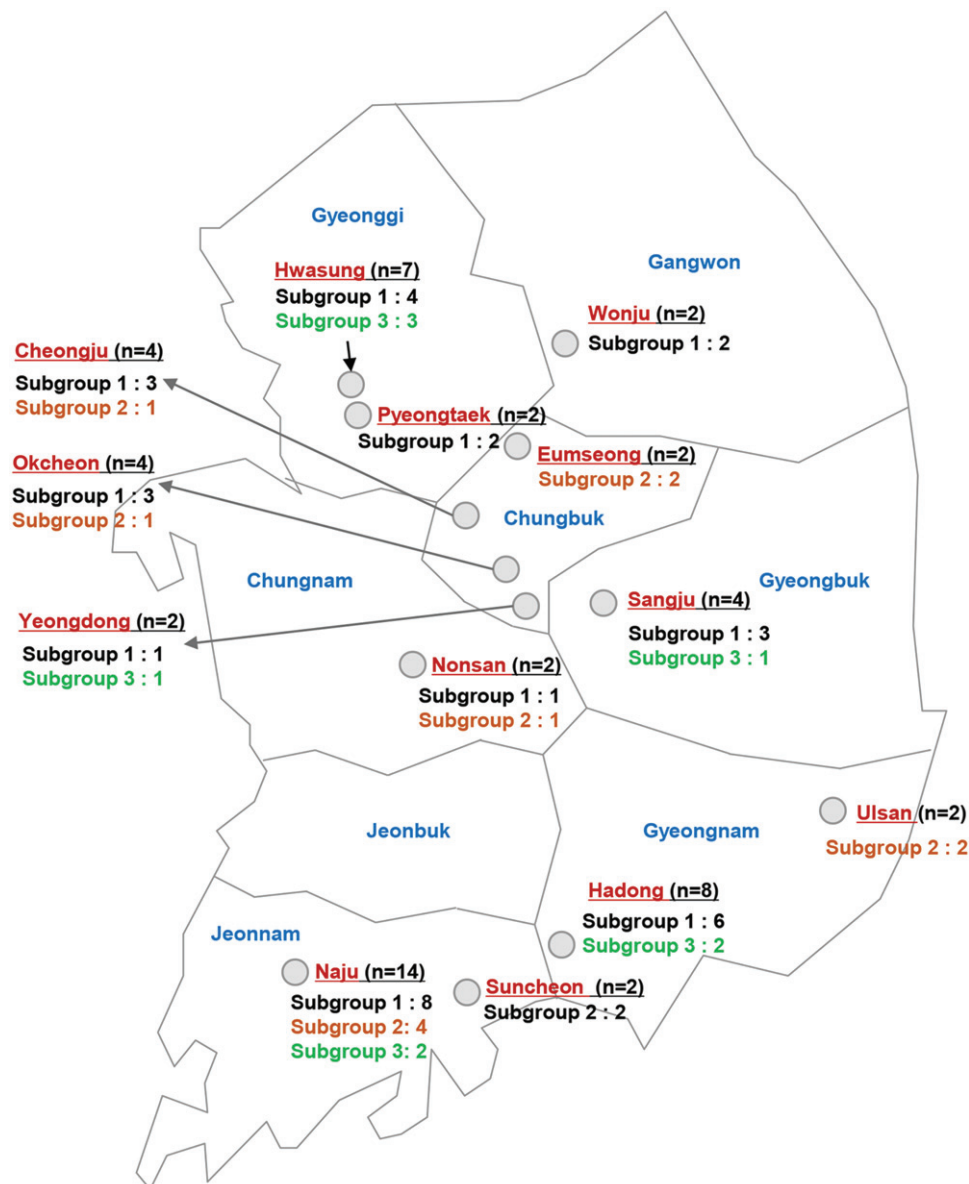 Gyeonggi
Hwasung (n=7)
Subgroup 1 : 4
Subgroup 3 : 3
Gangwon
Wonju (n=2)
Subgroup 1 : 2
Cheongju (n=4)
Subgroup 1 : 3
Subgroup 2 : 1
Pyeongtaek (n=2)
Subgroup 1 : 2
Eumseong (n=2)
Subgroup 2 : 2
Okcheon (n=4)
Subgroup 1 : 3
Subgroup 2 : 1
Chungbuk
Chungnam
Gyeongbuk
Yeongdong (n=2)
Subgroup 1 : 1
Subgroup 3 : 1
Sangju (n=4)
Subgroup 1 : 3
Subgroup 3 : 1
Nonsan (n=2)
Subgroup 1 : 1
Subgroup 2 : 1
Jeonbuk
Gyeongnam
Ulsan (n=2)
Subgroup 2 : 2
Hadong (n=8)
Subgroup 1 : 6
Subgroup 3 : 2
Jeonnam
Naju (n=14)
Subgroup 1 : 8
Subgroup 2: 4
Subgroup 3: 2
Suncheon (n=2)
Subgroup 2 : 2